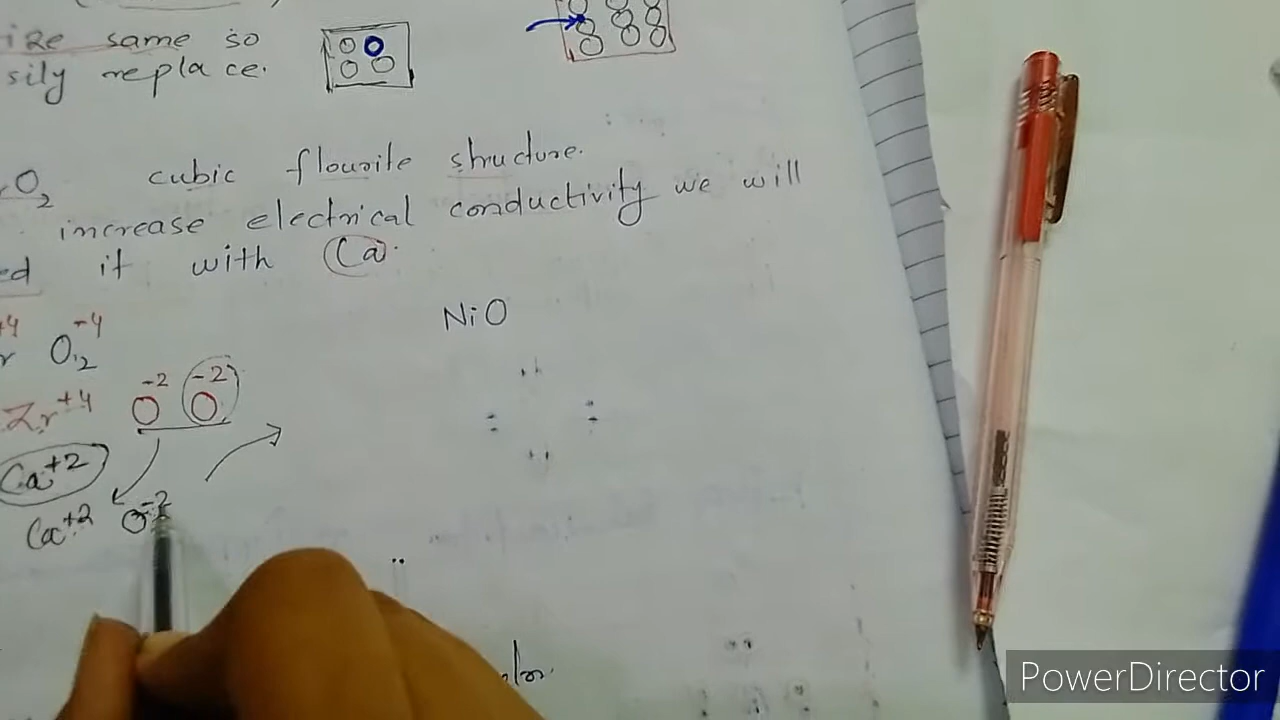 ize same so
sily replace.
rO2 cubic flourite structure.
increase electrical conductivity we will
ed it with Ca.
NiO
+4 -4
r O2
Zr+4 O-2 O-2
Ca+2
Ca+2 O-2
PowerDirector